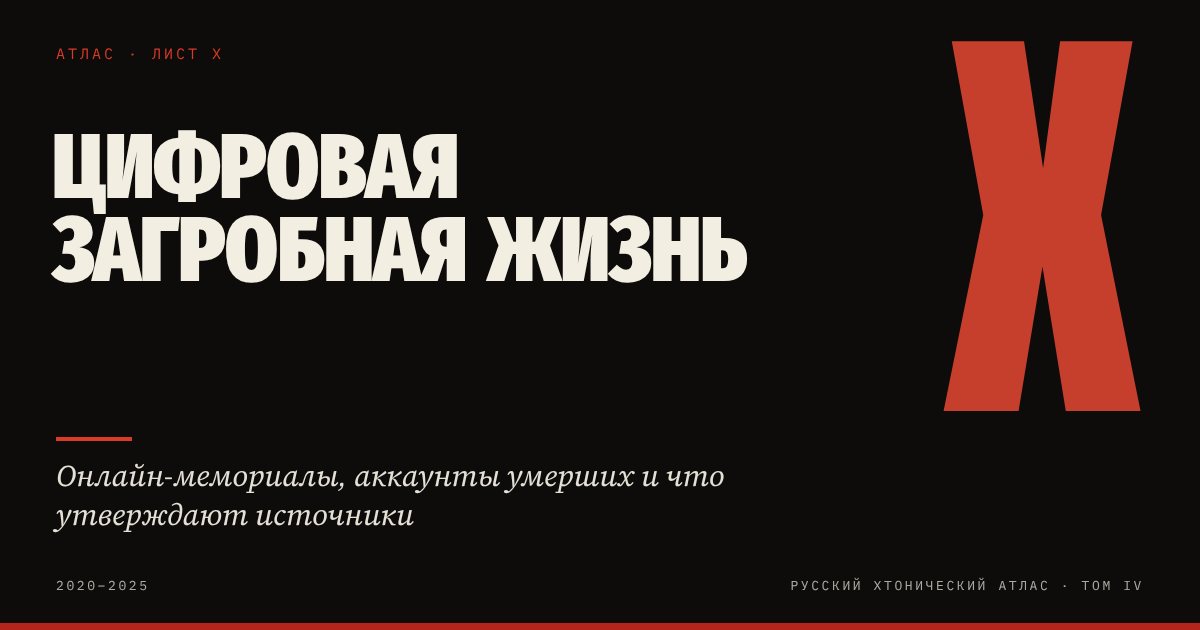 АТЛАС · ЛИСТ X
X
ЦИФРОВАЯ
ЗАГРОБНАЯ ЖИЗНЬ
Онлайн-мемориалы, аккаунты умерших и что
утверждают источники
2020–2025
РУССКИЙ ХТОНИЧЕСКИЙ АТЛАС · ТОМ IV